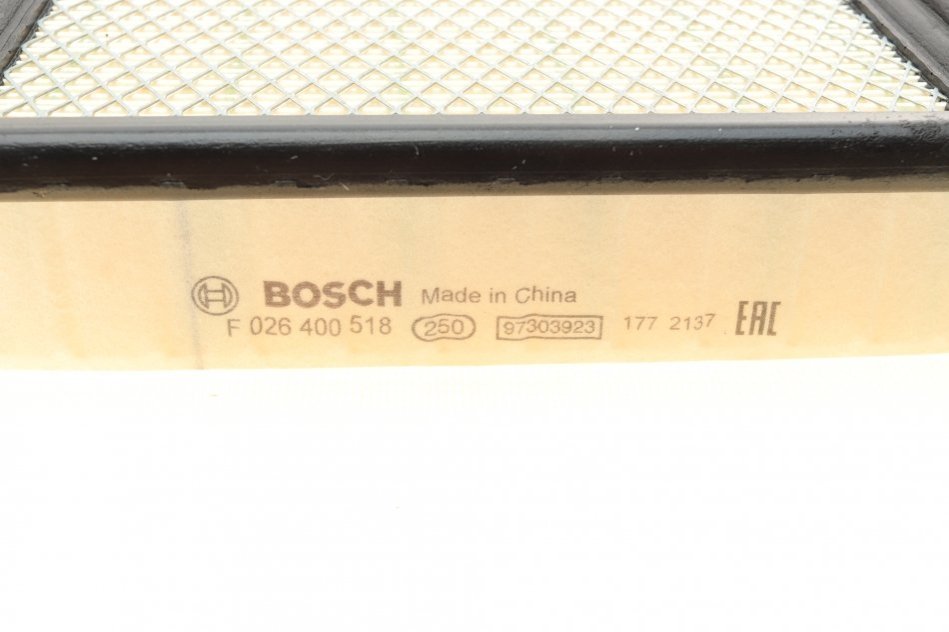 BOSCH Made in China
F 026 400 518 250 97303923 177 2137 EAC